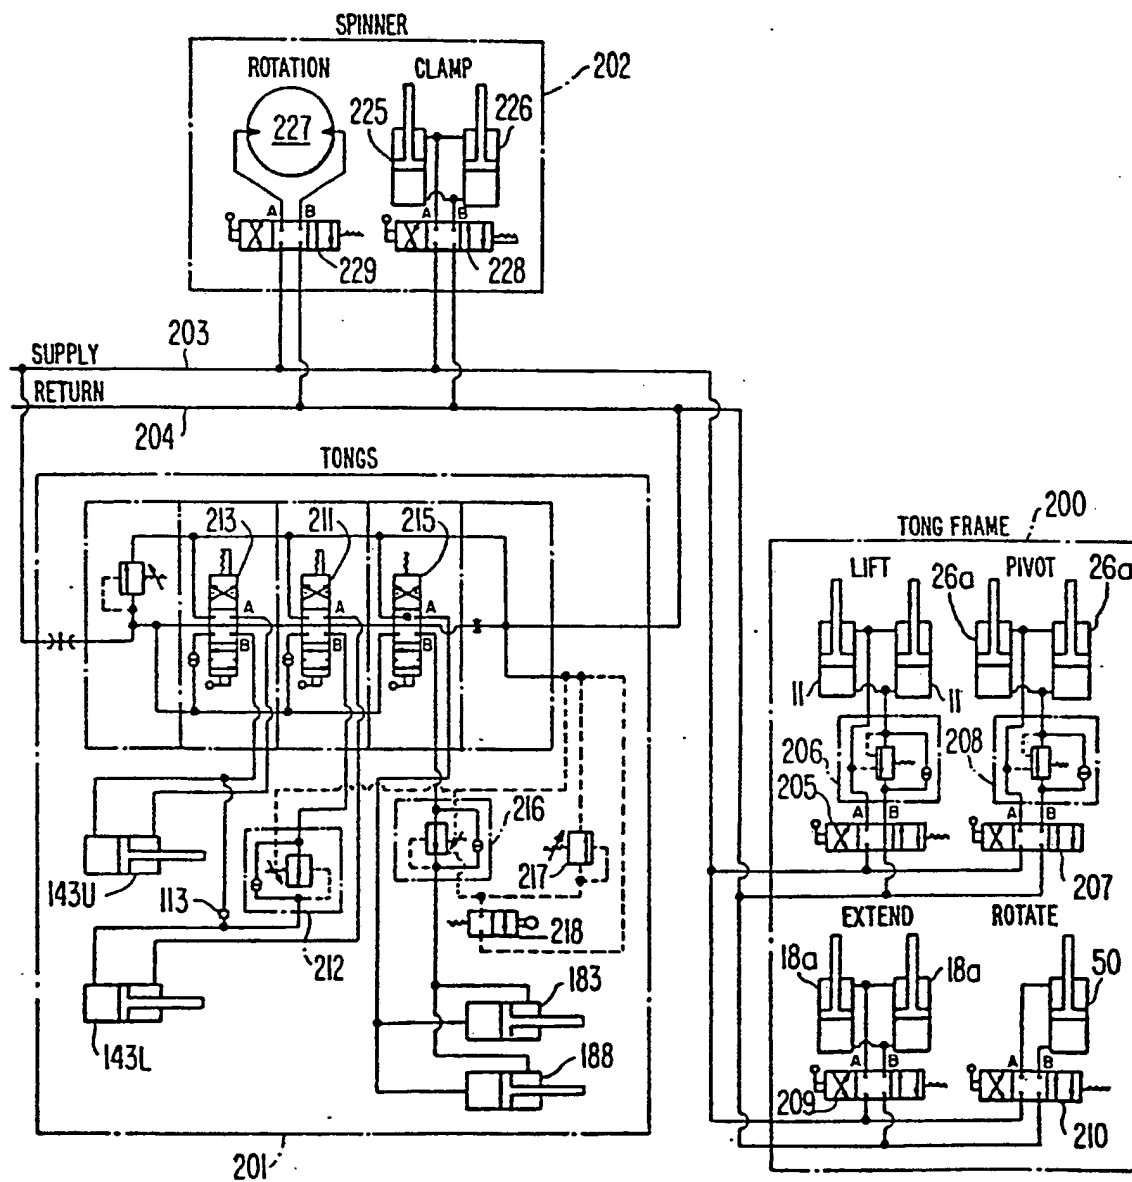 SPINNER
202
ROTATION
CLAMP
225
226
227
A
B
A
B
229
228
203
SUPPLY
RETURN
204
TONGS
200
TONG FRAME
213
211
215
LIFT
PIVOT
26a
26a
A
A
A
B
B
B
11
11
206
208
216
205
A
B
A
B
217
207
143U
113
212
218
EXTEND
ROTATE
18a
18a
50
183
143L
188
A
B
A
B
209
210
201